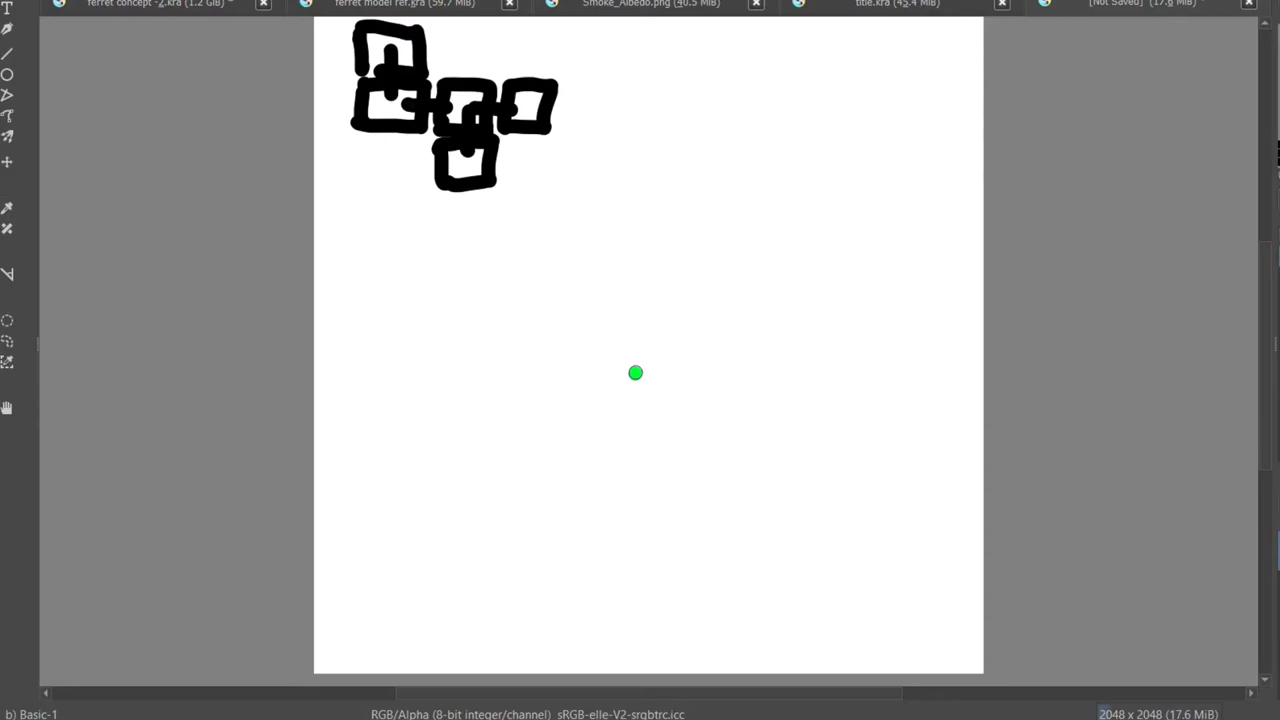 ferret concept -2.kra (1.2 GiB) *
ferret model ref.kra (59.7 MiB)
Smoke_Albedo.png (40.5 MiB)
title.kra (45.4 MiB)
[Not Saved] (17.6 MiB) *
b) Basic-1
RGB/Alpha (8-bit integer/channel) sRGB-elle-V2-srgbtrc.icc
2048 x 2048 (17.6 MiB)